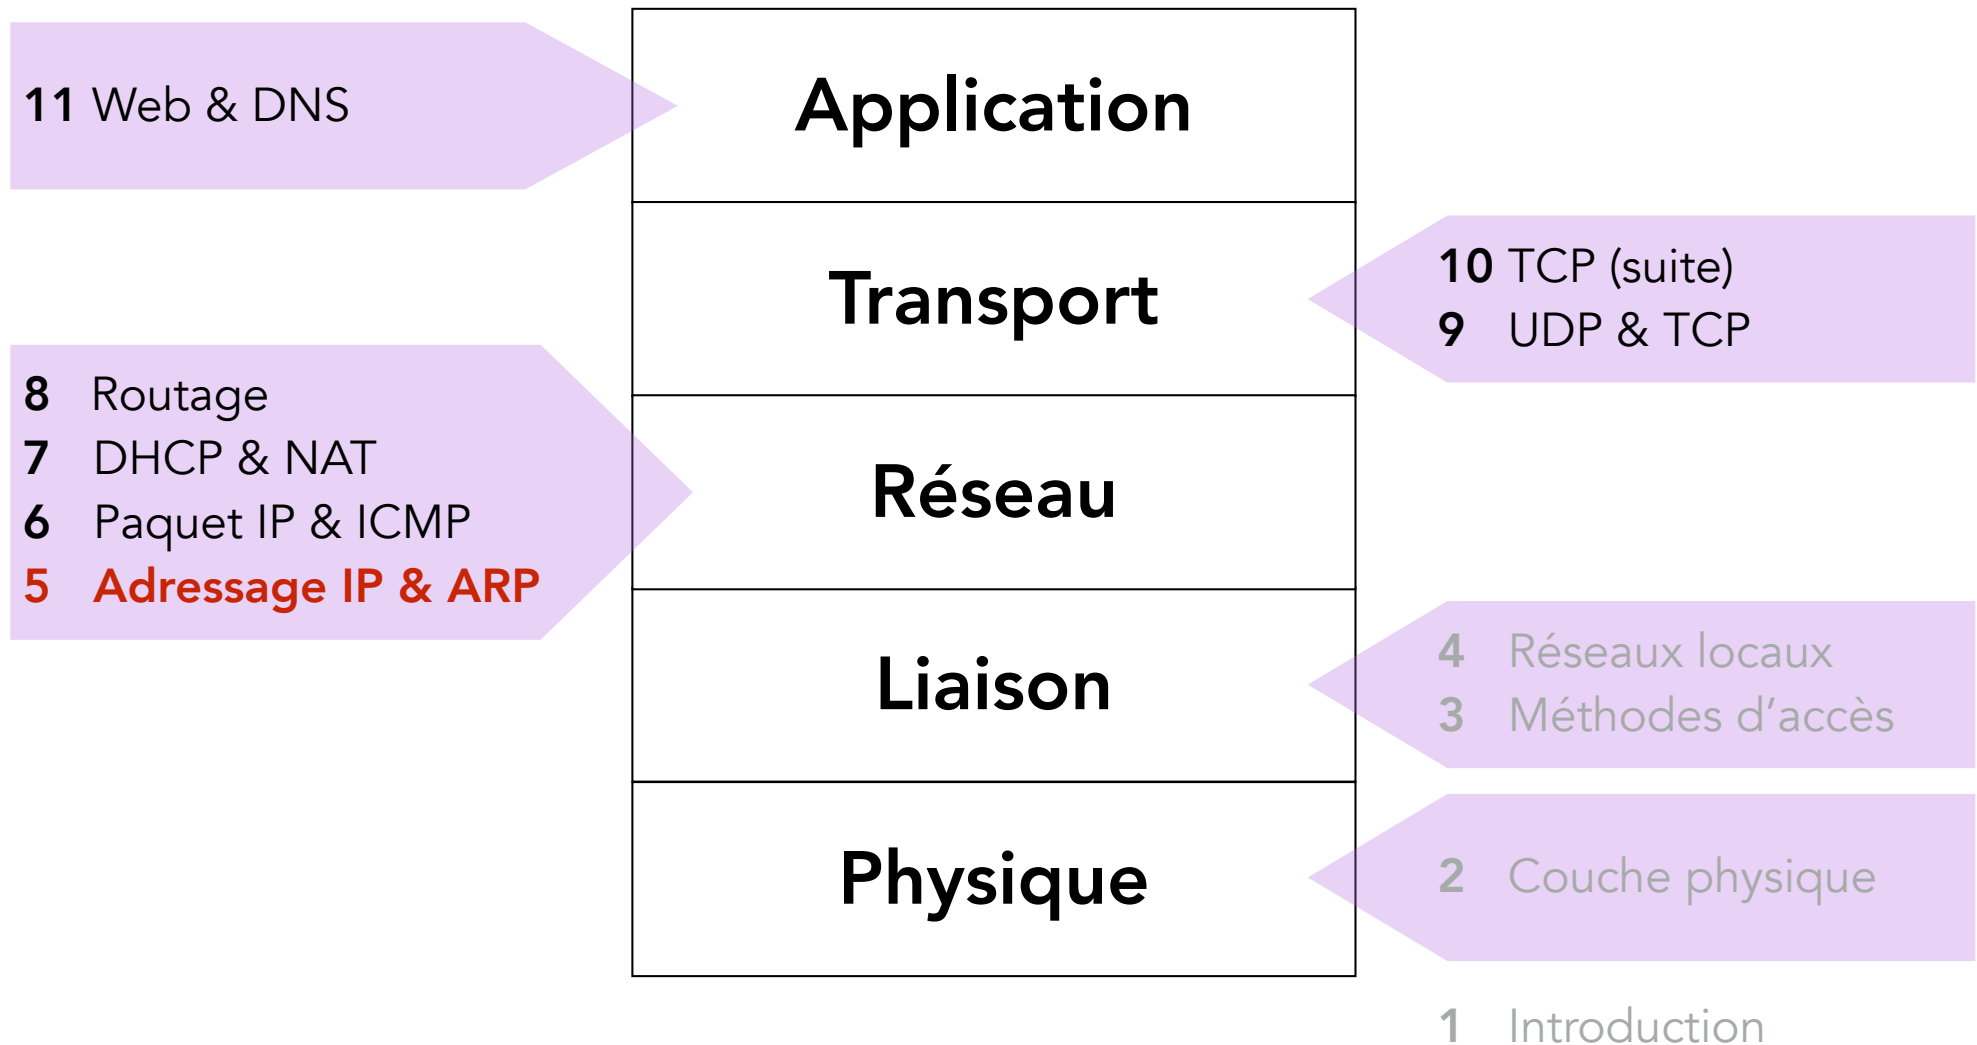 11 Web & DNS
Application
Transport
10 TCP (suite)
9 UDP & TCP
8 Routage
7 DHCP & NAT
6 Paquet IP & ICMP
5 Adressage IP & ARP
Réseau
Liaison
4 Réseaux locaux
3 Méthodes d’accès
Physique
2 Couche physique
1 Introduction